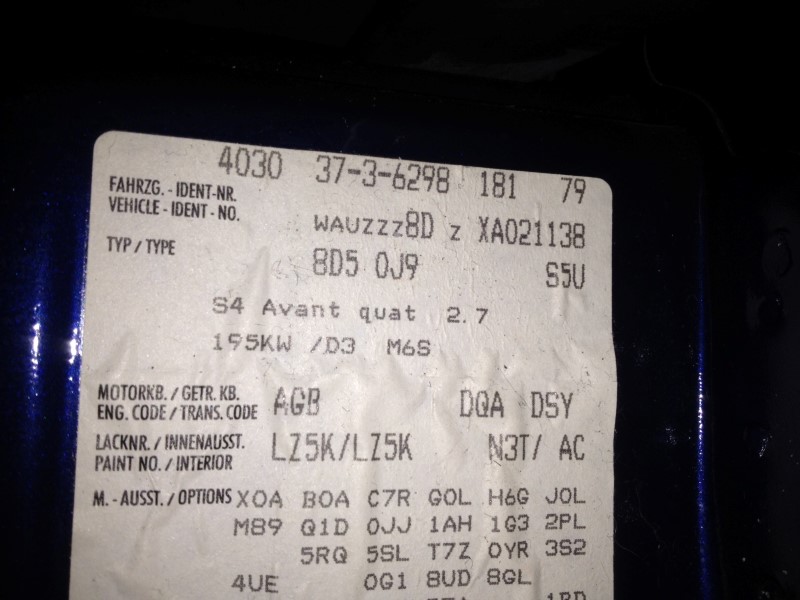 4030 37-3-6298 181 79
FAHRZG. - IDENT-NR.
VEHICLE - IDENT - NO.
WAUZZZ8D Z XA021138
TYP / TYPE 8D5 0J9 S5U
S4 Avant quat 2.7
195KW /D3 M6S
MOTORKB. / GETR. KB.
ENG. CODE / TRANS. CODE AGB DQA DSY
LACKNR. / INNENAUSST.
PAINT NO. / INTERIOR LZ5K/LZ5K N3T/ AC
M. - AUSST. / OPTIONS X0A B0A C7R G0L H6G J0L
M89 Q1D 0JJ 1AH 1G3 2PL
5RQ 5SL T7Z 0YR 3S2
4UE 0G1 8UD 8GL